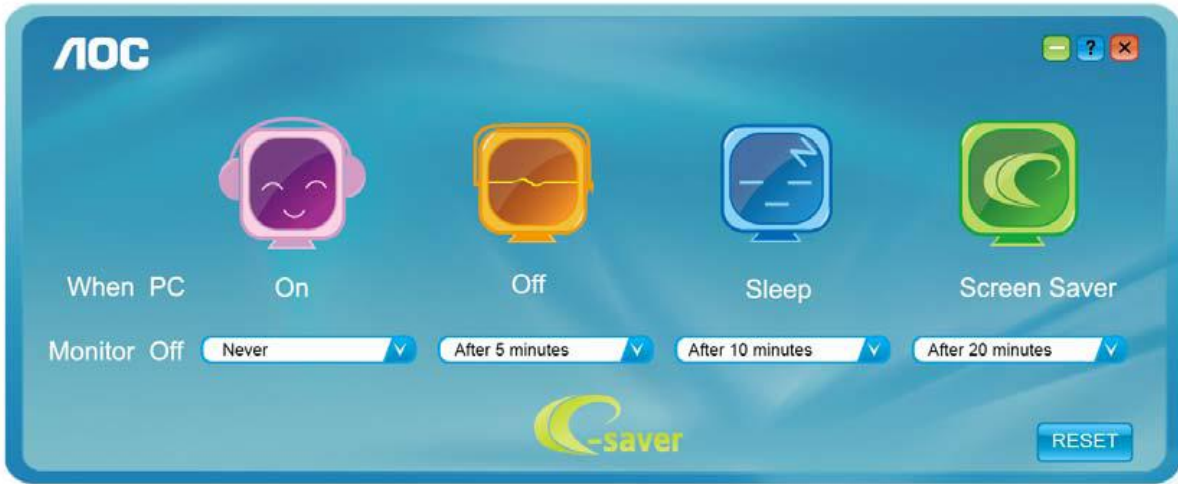 AOC
?
When PC On Off Sleep Screen Saver
Monitor Off Never After 5 minutes After 10 minutes After 20 minutes
e-saver
RESET